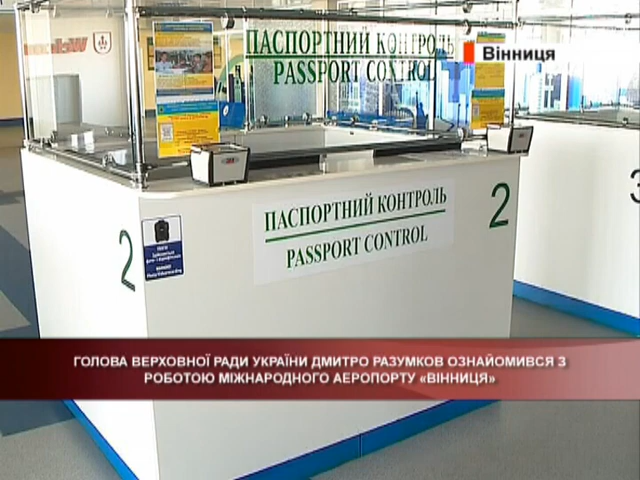 ПАСПОРТНИЙ КОНТРОЛЬ
PASSPORT CONTROL
Вінниця
ПАСПОРТНИЙ КОНТРОЛЬ
PASSPORT CONTROL
2
2
3
ГОЛОВА ВЕРХОВНОЇ РАДИ УКРАЇНИ ДМИТРО РАЗУМКОВ ОЗНАЙОМИВСЯ З
РОБОТОЮ МІЖНАРОДНОГО АЕРОПОРТУ «ВІННИЦЯ»